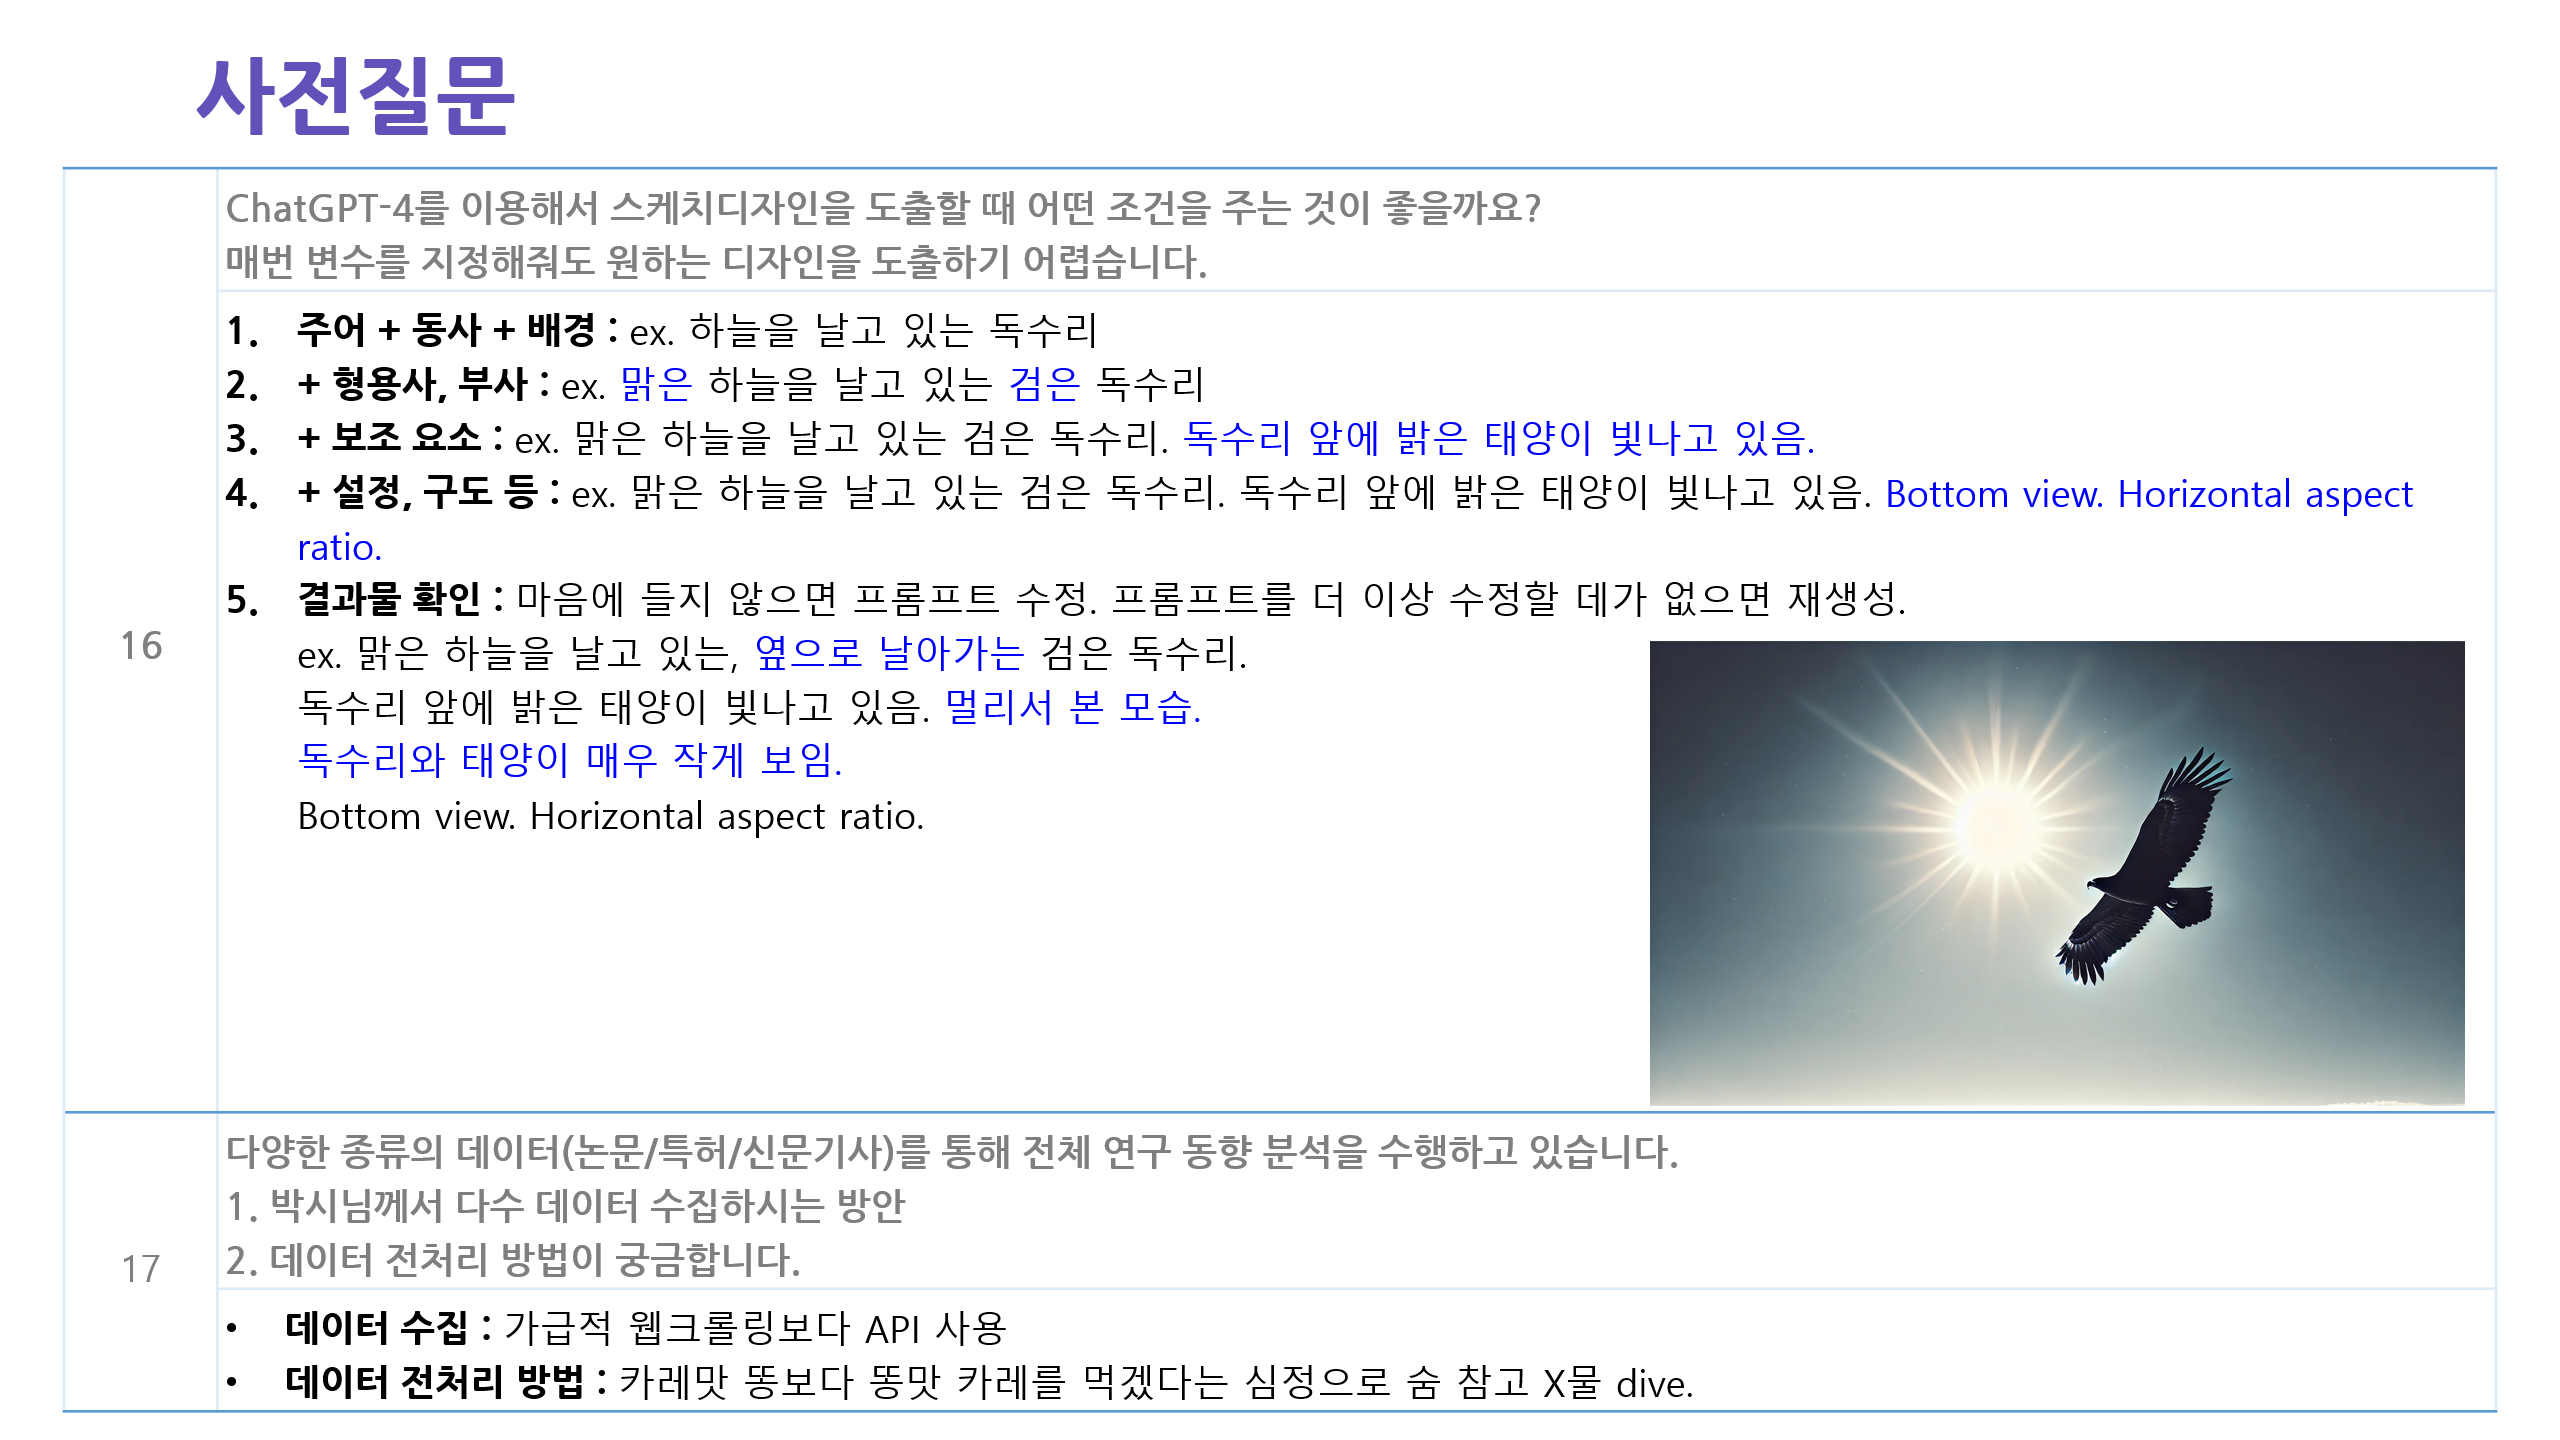 사전질문
ChatGPT-4를 이용해서 스케치디자인을 도출할 때 어떤 조건을 주는 것이 좋을까요?
매번 변수를 지정해줘도 원하는 디자인을 도출하기 어렵습니다.
16
1. 주어 + 동사 + 배경 : ex. 하늘을 날고 있는 독수리
2. + 형용사, 부사 : ex. 맑은 하늘을 날고 있는 검은 독수리
3. + 보조 요소 : ex. 맑은 하늘을 날고 있는 검은 독수리. 독수리 앞에 밝은 태양이 빛나고 있음.
4. + 설정, 구도 등 : ex. 맑은 하늘을 날고 있는 검은 독수리. 독수리 앞에 밝은 태양이 빛나고 있음. Bottom view. Horizontal aspect
ratio.
5. 결과물 확인 : 마음에 들지 않으면 프롬프트 수정. 프롬프트를 더 이상 수정할 데가 없으면 재생성.
ex. 맑은 하늘을 날고 있는, 옆으로 날아가는 검은 독수리.
독수리 앞에 밝은 태양이 빛나고 있음. 멀리서 본 모습.
독수리와 태양이 매우 작게 보임.
Bottom view. Horizontal aspect ratio.
17
다양한 종류의 데이터(논문/특허/신문기사)를 통해 전체 연구 동향 분석을 수행하고 있습니다.
1. 박시님께서 다수 데이터 수집하시는 방안
2. 데이터 전처리 방법이 궁금합니다.
• 데이터 수집 : 가급적 웹크롤링보다 API 사용
• 데이터 전처리 방법 : 카레맛 똥보다 똥맛 카레를 먹겠다는 심정으로 숨 참고 X물 dive.